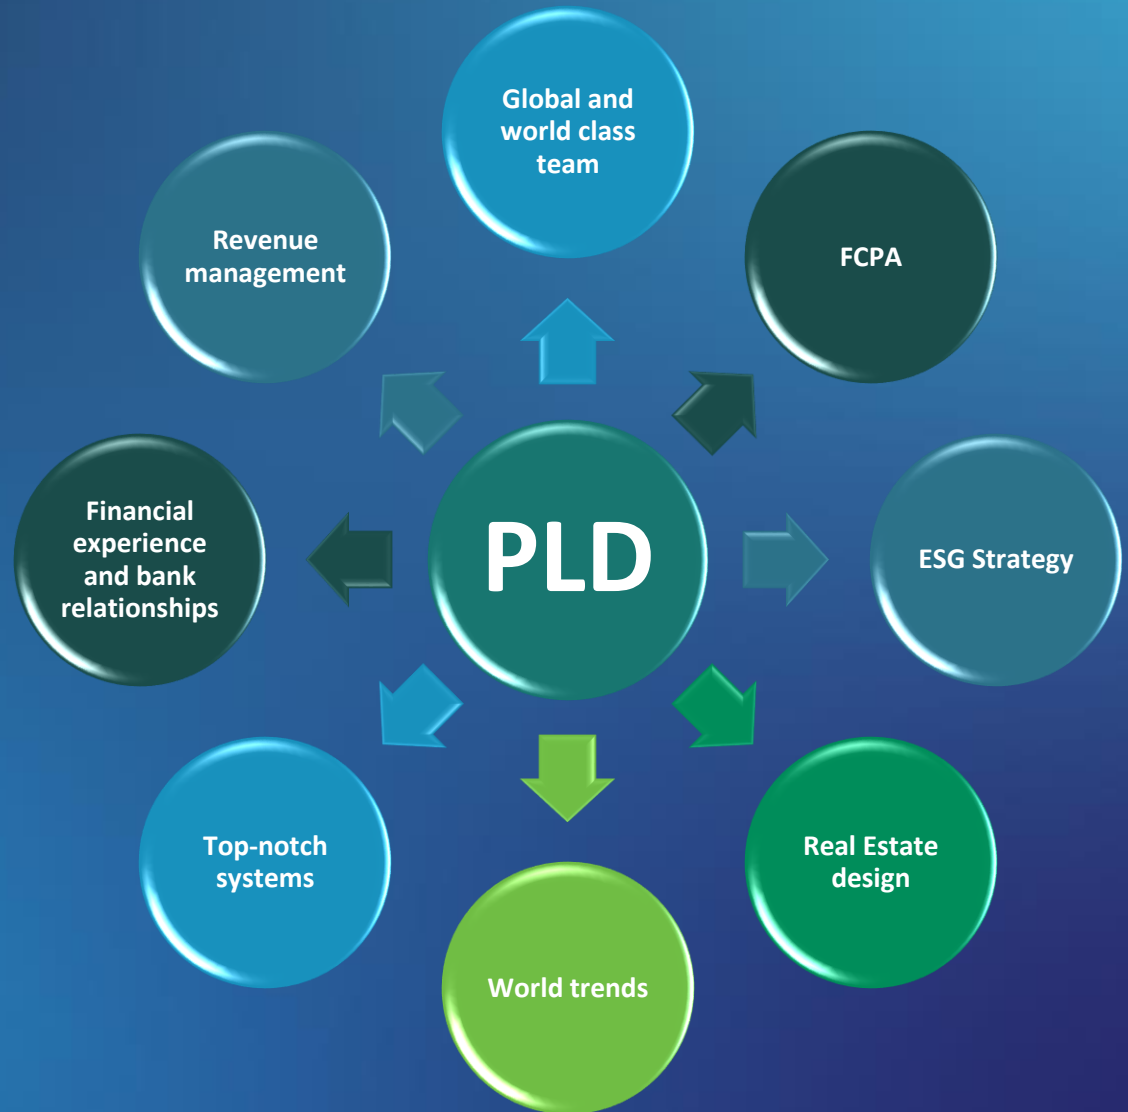 Global and
world class
team
FCPA
ESG Strategy
Real Estate
design
World trends
Top-notch
systems
Financial
experience
and bank
relationships
Revenue
management
PLD